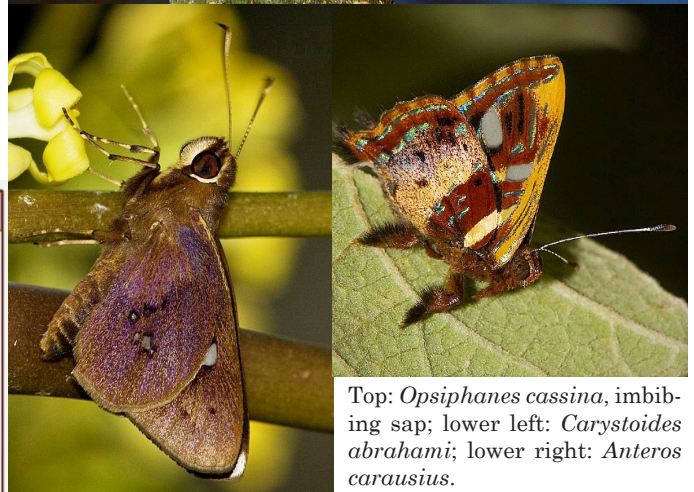 Top: Opsiphanes cassina, imbib-
ing sap; lower left: Carystoides
abrahami; lower right: Anteros
carausius.